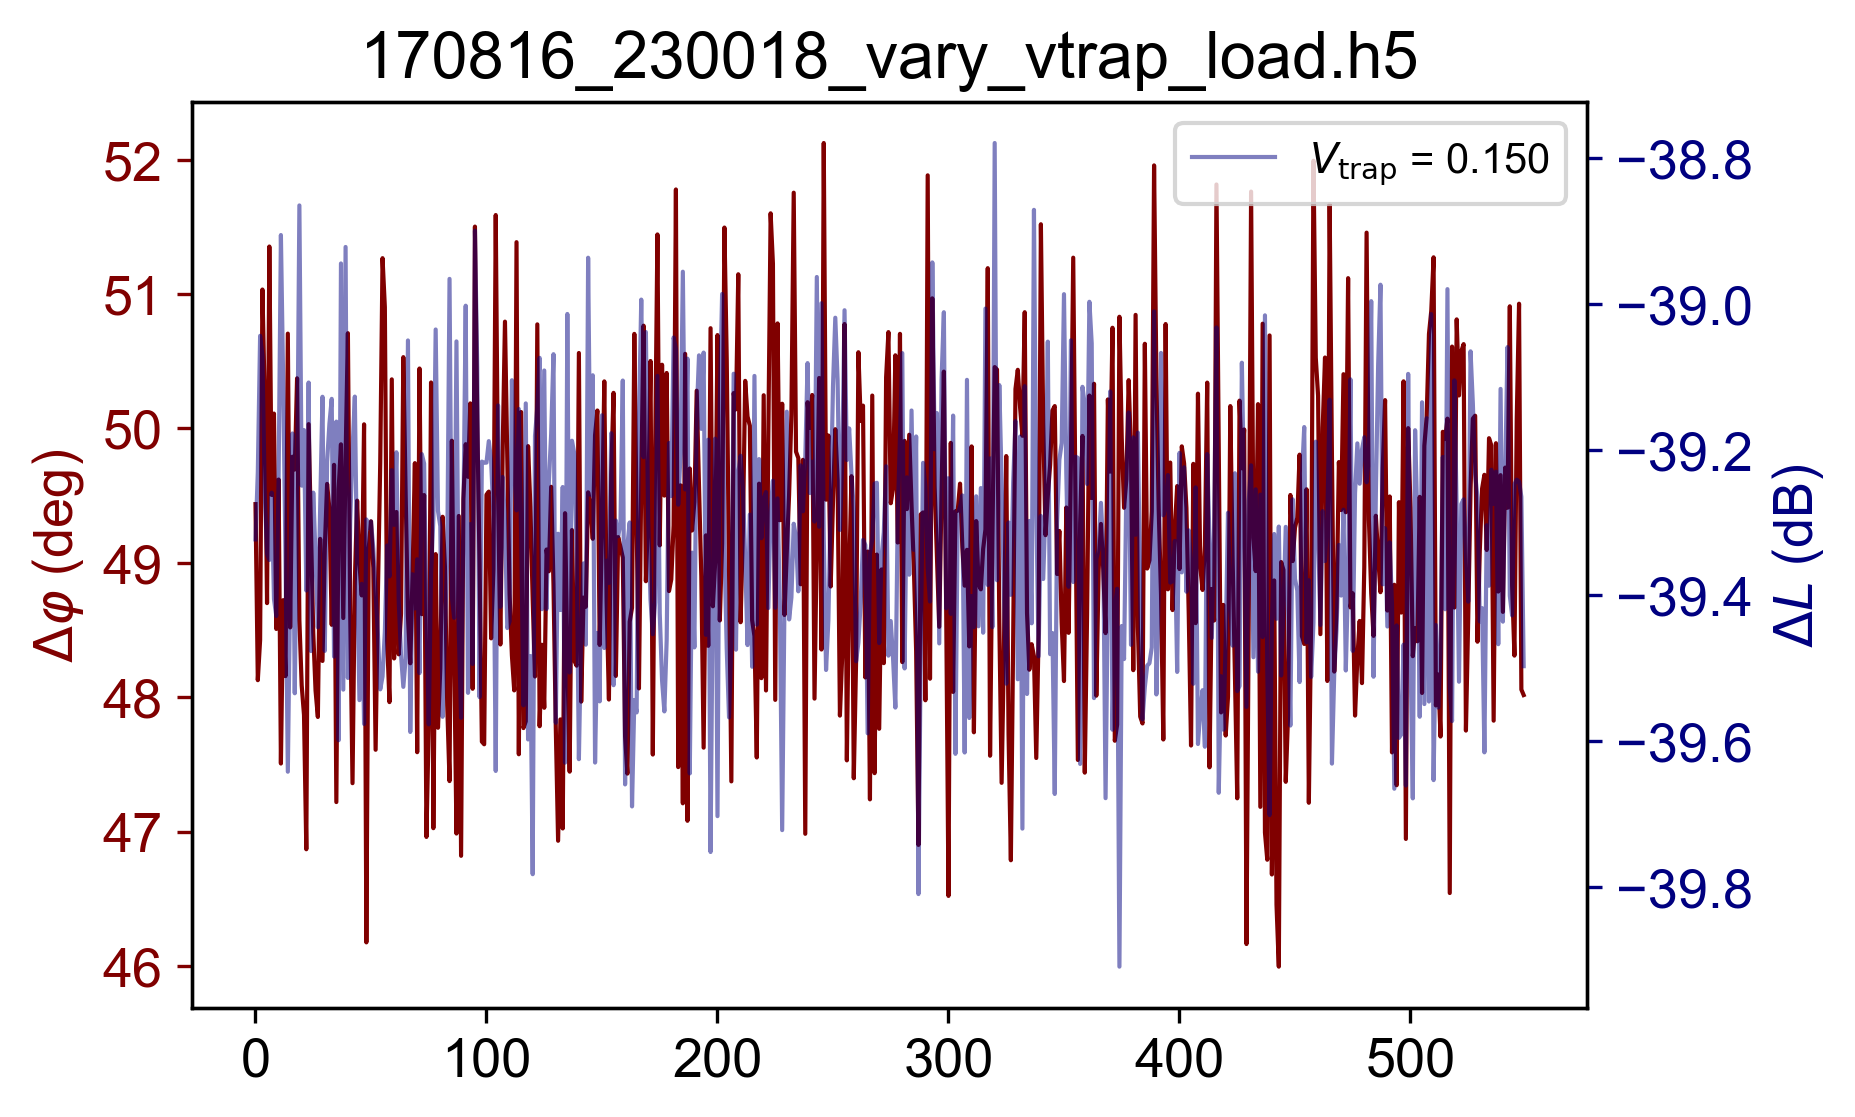 170816_230018_vary_vtrap_load.h5
V_trap = 0.150
Δφ (deg)
52
51
50
49
48
47
46
−38.8
−39.0
−39.2
−39.4
−39.6
−39.8
ΔL (dB)
0 100 200 300 400 500